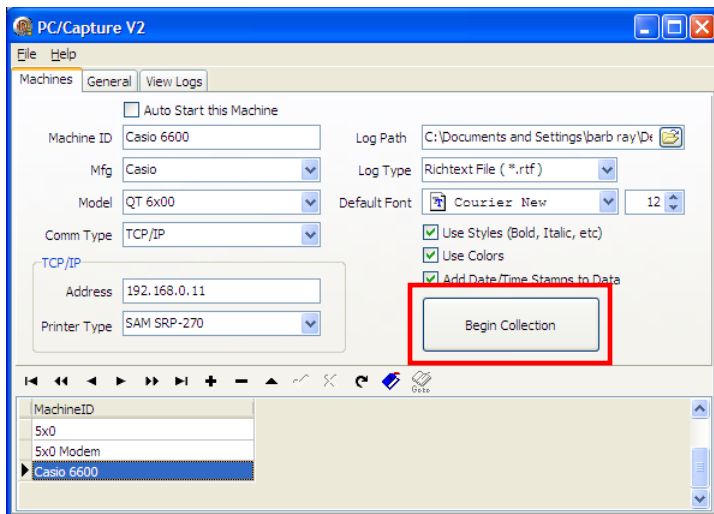 PC/Capture V2
File Help
Machines General View Logs
Auto Start this Machine
Machine ID Casio 6600
Log Path C:\Documents and Settings\barb ray\De
Mfg Casio
Log Type Richtext File ( *.rtf )
Model QT 6x00
Default Font Courier New 12
Comm Type TCP/IP
Use Styles (Bold, Italic, etc)
Use Colors
TCP/IP
Add Date/Time Stamps to Data
Address 192.168.0.11
Printer Type SAM SRP-270
Begin Collection
Goto
MachineID
5x0
5x0 Modem
Casio 6600